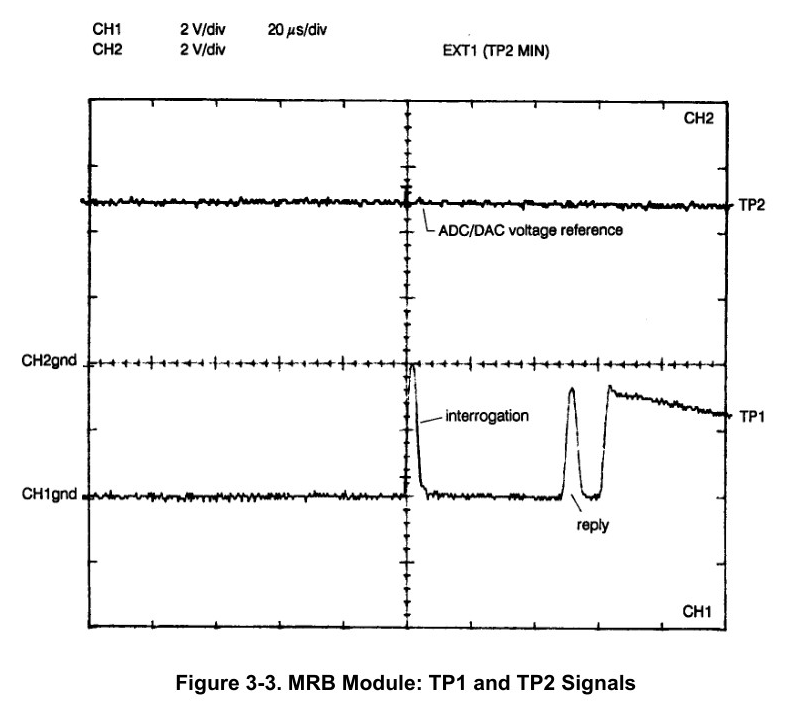 CH1 2 V/div 20 μs/div
CH2 2 V/div EXT1 (TP2 MIN)
CH2
TP2
ADC/DAC voltage reference
CH2gnd
interrogation
TP1
CH1gnd
reply
CH1
Figure 3-3. MRB Module: TP1 and TP2 Signals